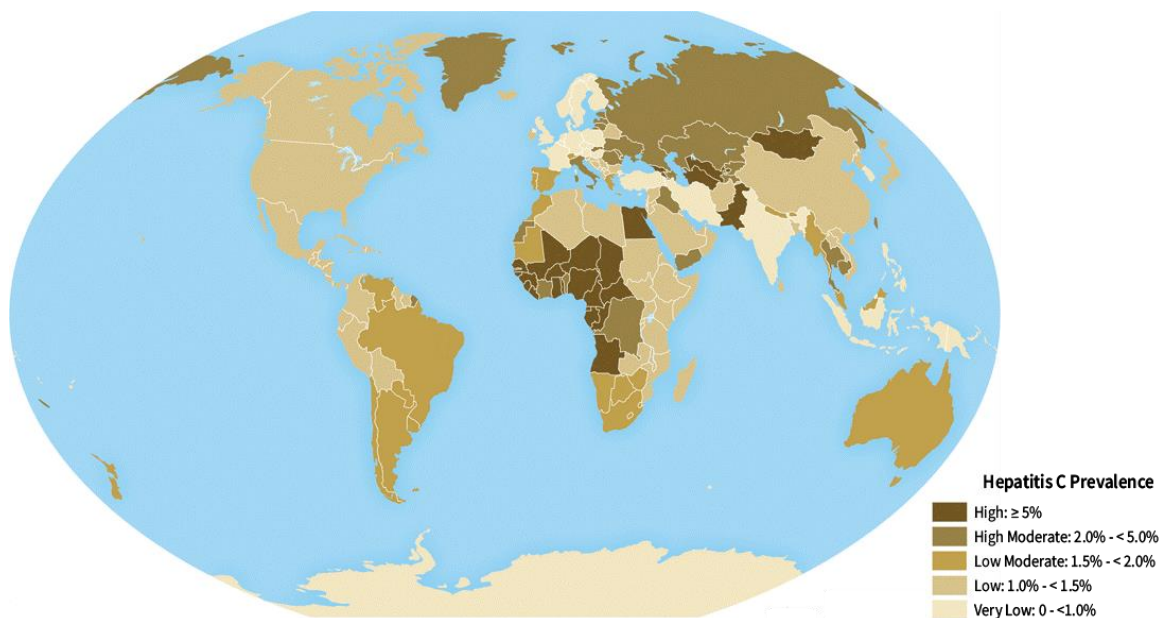 Hepatitis C Prevalence
High: ≥ 5%
High Moderate: 2.0% - < 5.0%
Low Moderate: 1.5% - < 2.0%
Low: 1.0% - < 1.5%
Very Low: 0 - <1.0%